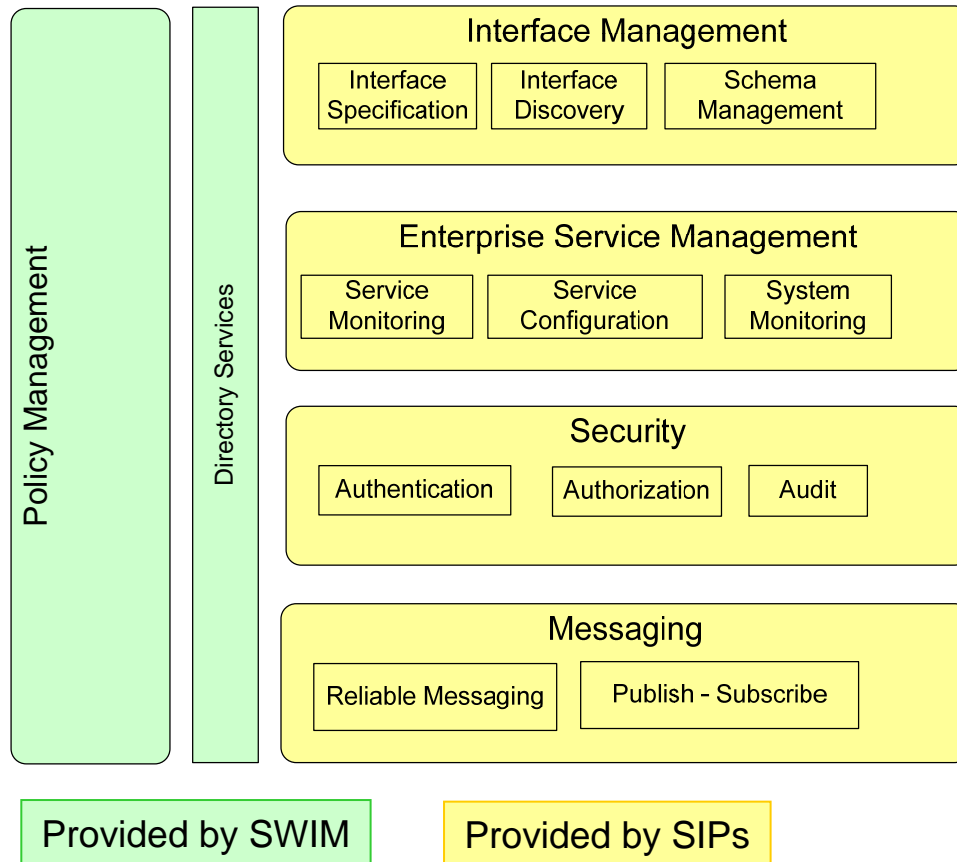 Policy Management
Directory Services
Interface Management
Interface
Specification
Interface
Discovery
Schema
Management
Enterprise Service Management
Service
Monitoring
Service
Configuration
System
Monitoring
Security
Authentication
Authorization
Audit
Messaging
Reliable Messaging
Publish - Subscribe
Provided by SWIM
Provided by SIPs